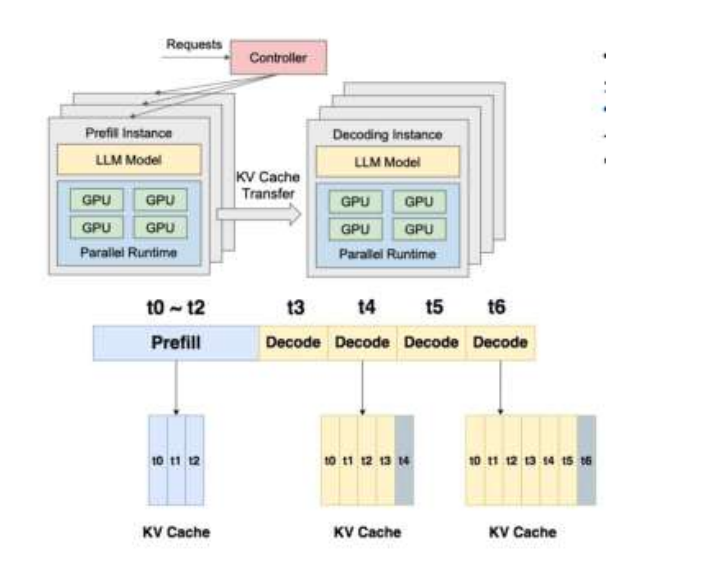 Requests
Controller
Prefill Instance
LLM Model
GPU GPU
GPU GPU
Parallel Runtime
KV Cache
Transfer
Decoding Instance
LLM Model
GPU GPU
GPU GPU
Parallel Runtime
t0 ~ t2 t3 t4 t5 t6
Prefill Decode Decode Decode Decode
t0 t1 t2
t0 t1 t2 t3 t4
t0 t1 t2 t3 t4 t5 t6
KV Cache KV Cache KV Cache